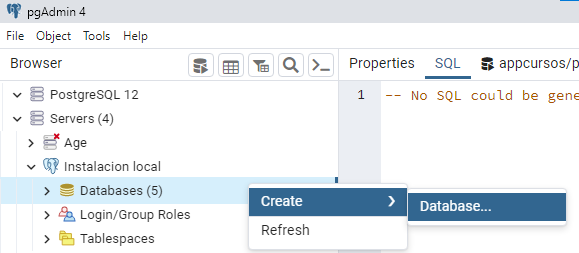 pgAdmin 4
File Object Tools Help
Browser
Properties SQL appcursos/p
PostgreSQL 12
1 -- No SQL could be gene
Servers (4)
Age
Instalacion local
Databases (5)
Create
Database...
Login/Group Roles
Refresh
Tablespaces